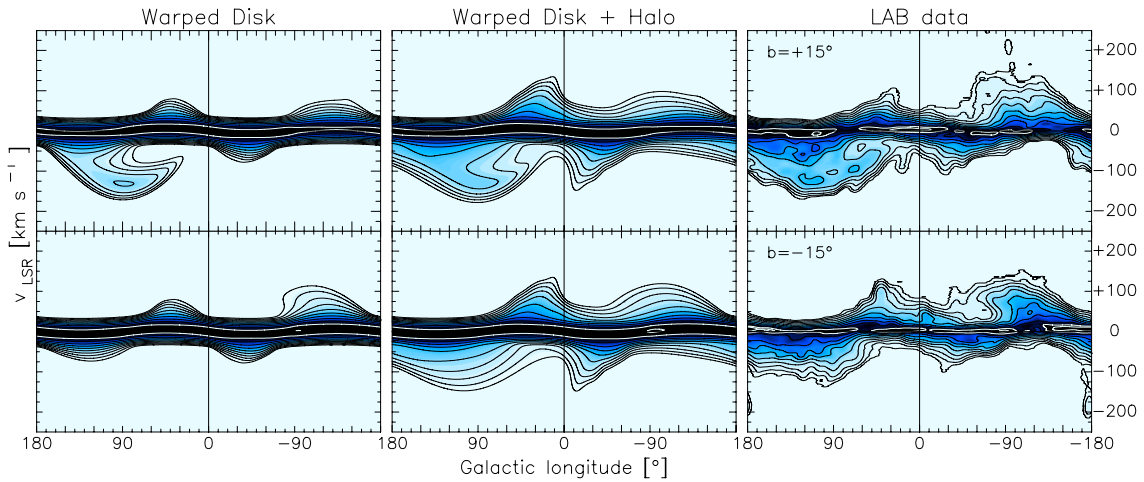 Warped Disk
Warped Disk + Halo
LAB data
b=+15°
+200
+100
0
−100
−200
b=−15°
+200
+100
0
−100
−200
v LSR [km s⁻¹]
180 90 0 −90
180 90 0 −90
180 90 0 −90 −180
Galactic longitude [°]